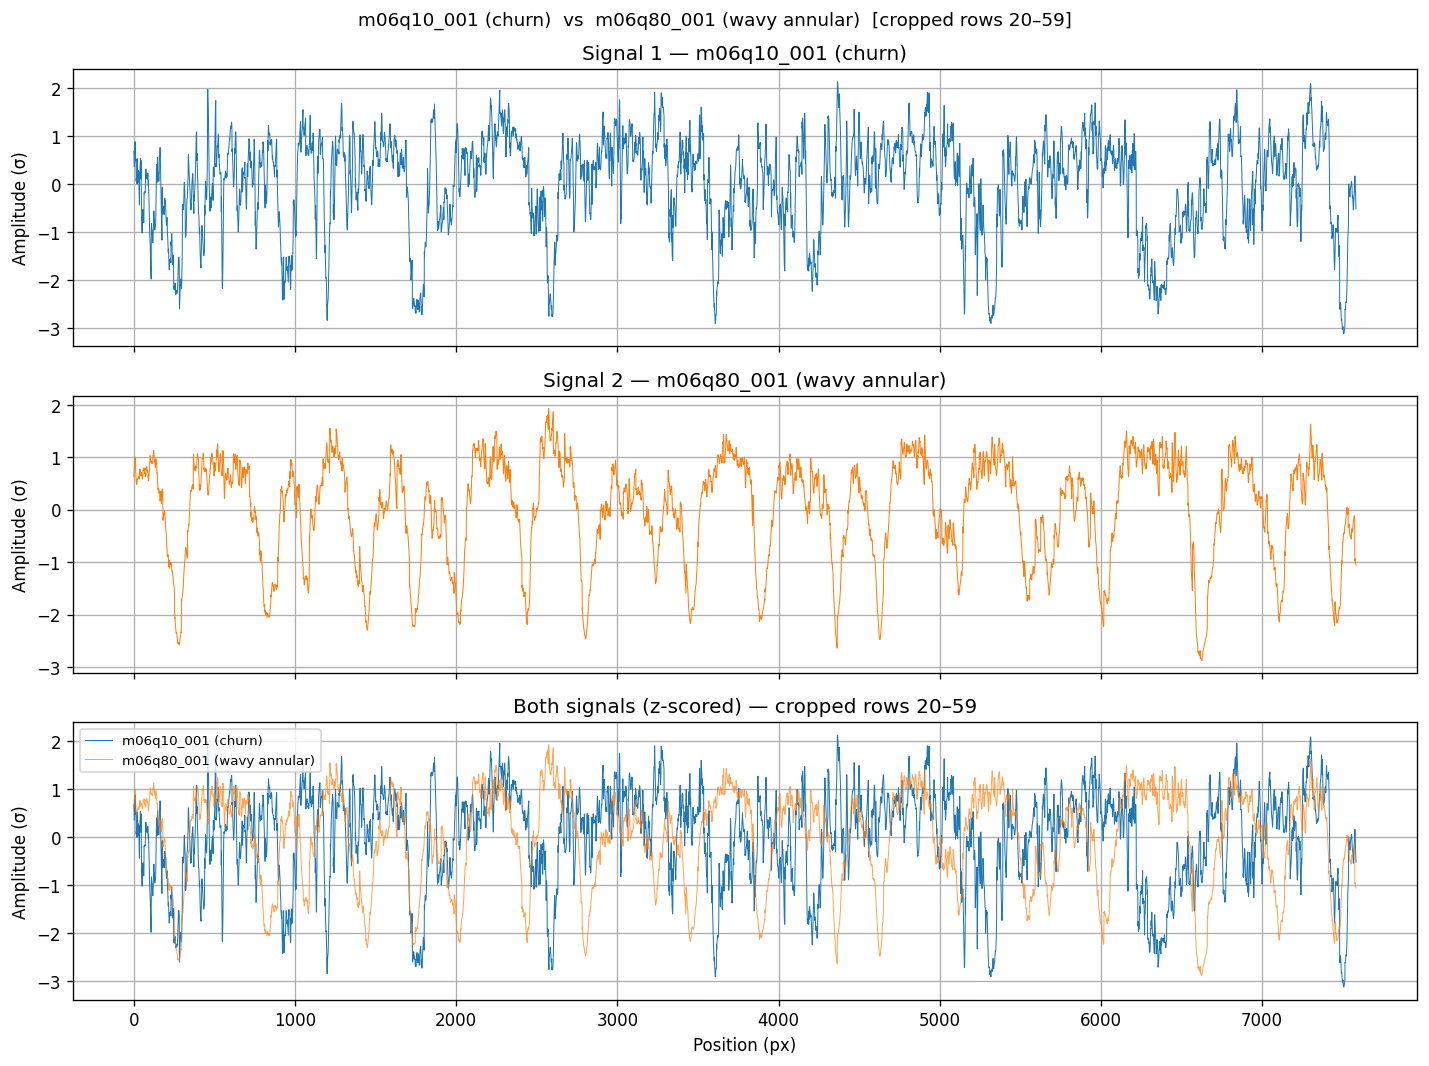 m06q10_001 (churn)  vs  m06q80_001 (wavy annular)  [cropped rows 20–59]
Signal 1 — m06q10_001 (churn)
Amplitude (σ)
2
1
0
−1
−2
−3
Signal 2 — m06q80_001 (wavy annular)
Amplitude (σ)
2
1
0
−1
−2
−3
Both signals (z-scored) — cropped rows 20–59
m06q10_001 (churn)
m06q80_001 (wavy annular)
Amplitude (σ)
2
1
0
−1
−2
−3
0 1000 2000 3000 4000 5000 6000 7000
Position (px)